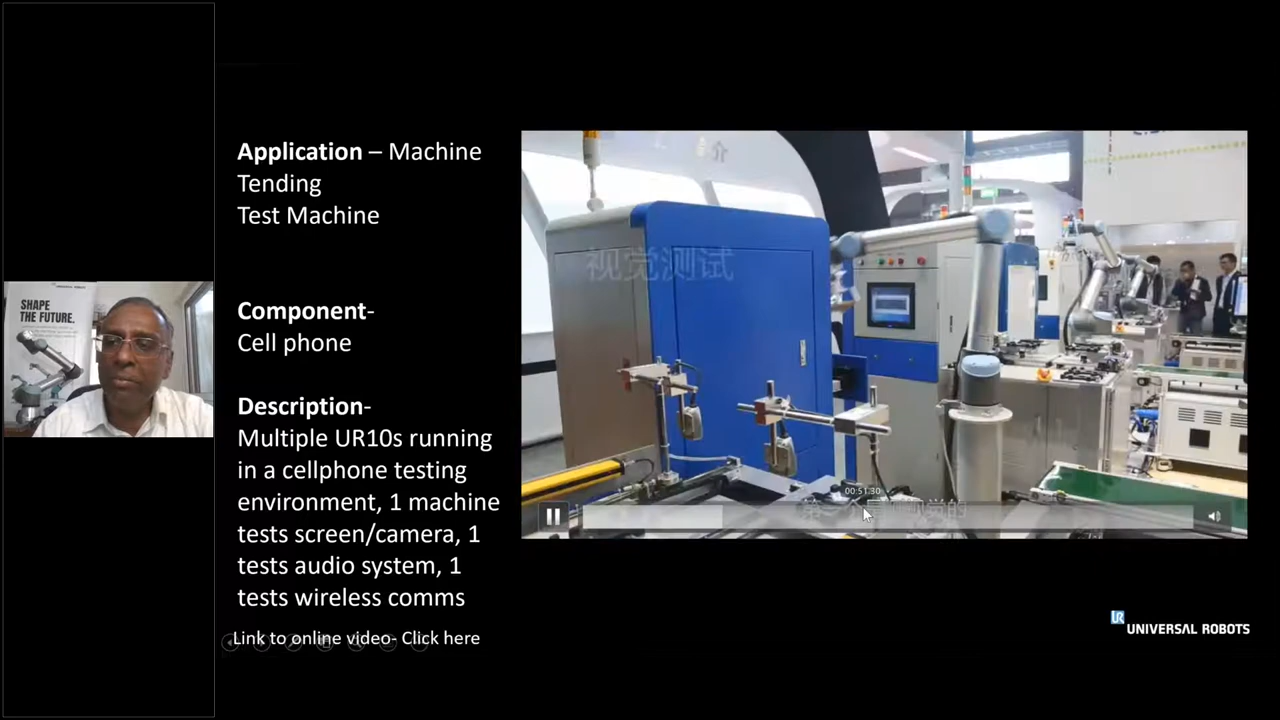 Application – Machine
Tending
Test Machine
Component-
Cell phone
Description-
Multiple UR10s running
in a cellphone testing
environment, 1 machine
tests screen/camera, 1
tests audio system, 1
tests wireless comms
Link to online video- Click here
SHAPE
THE FUTURE.
视觉测试
00:51.30
UR
UNIVERSAL ROBOTS